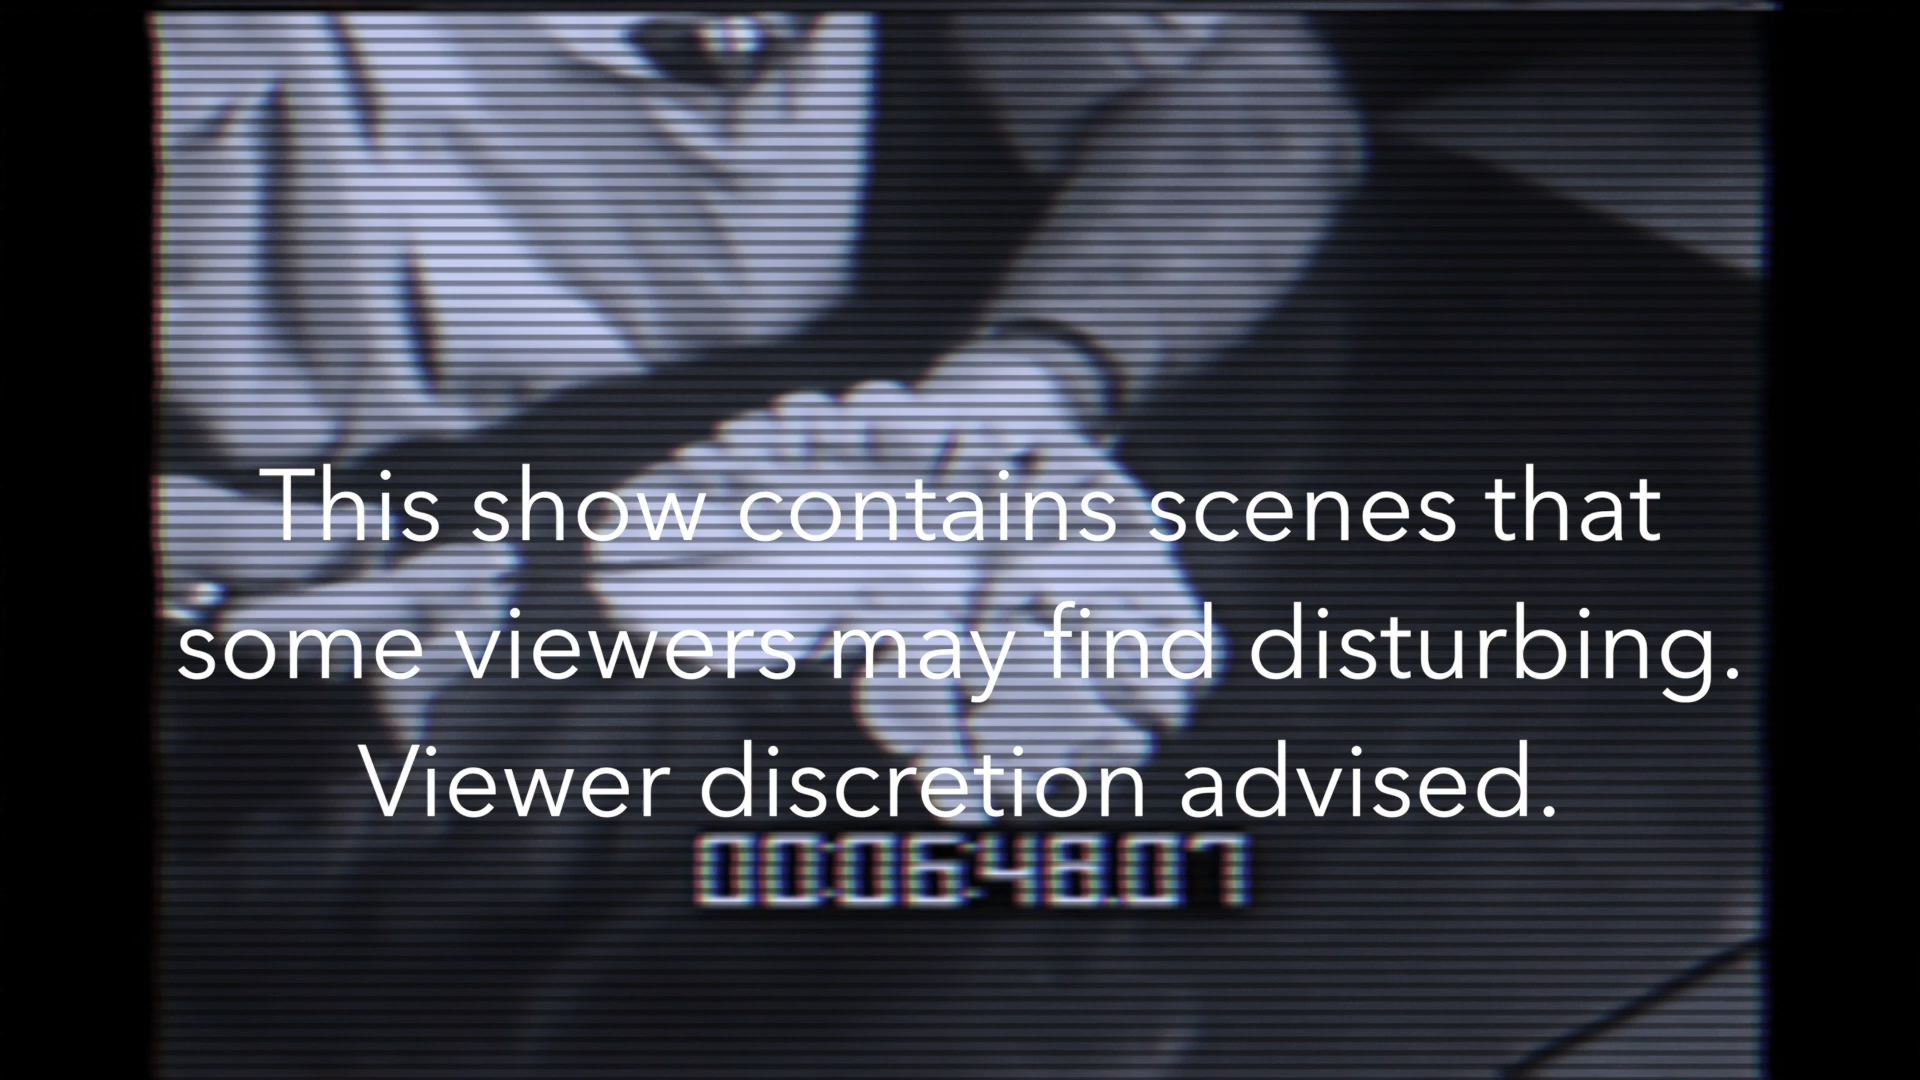 This show contains scenes that
some viewers may find disturbing.
Viewer discretion advised.
00:06:48.07